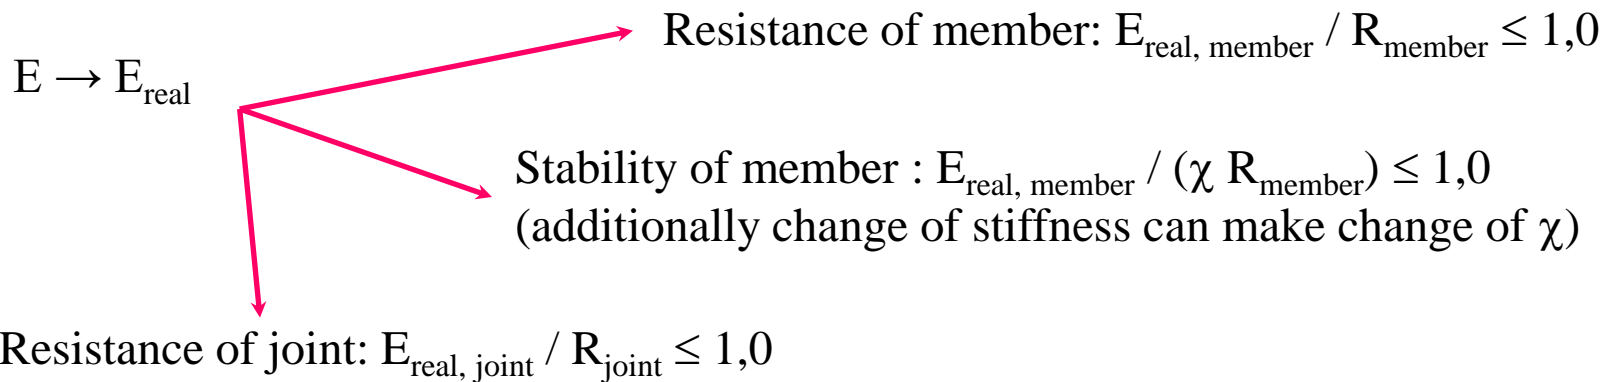 Resistance of member: E_real, member / R_member ≤ 1,0
E → E_real
Stability of member : E_real, member / (χ R_member) ≤ 1,0
(additionally change of stiffness can make change of χ)
Resistance of joint: E_real, joint / R_joint ≤ 1,0